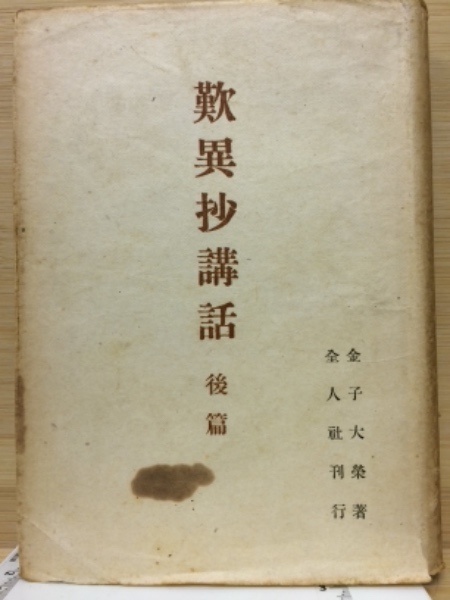 歎異抄講話 後篇
金子大榮著
全人社刊行